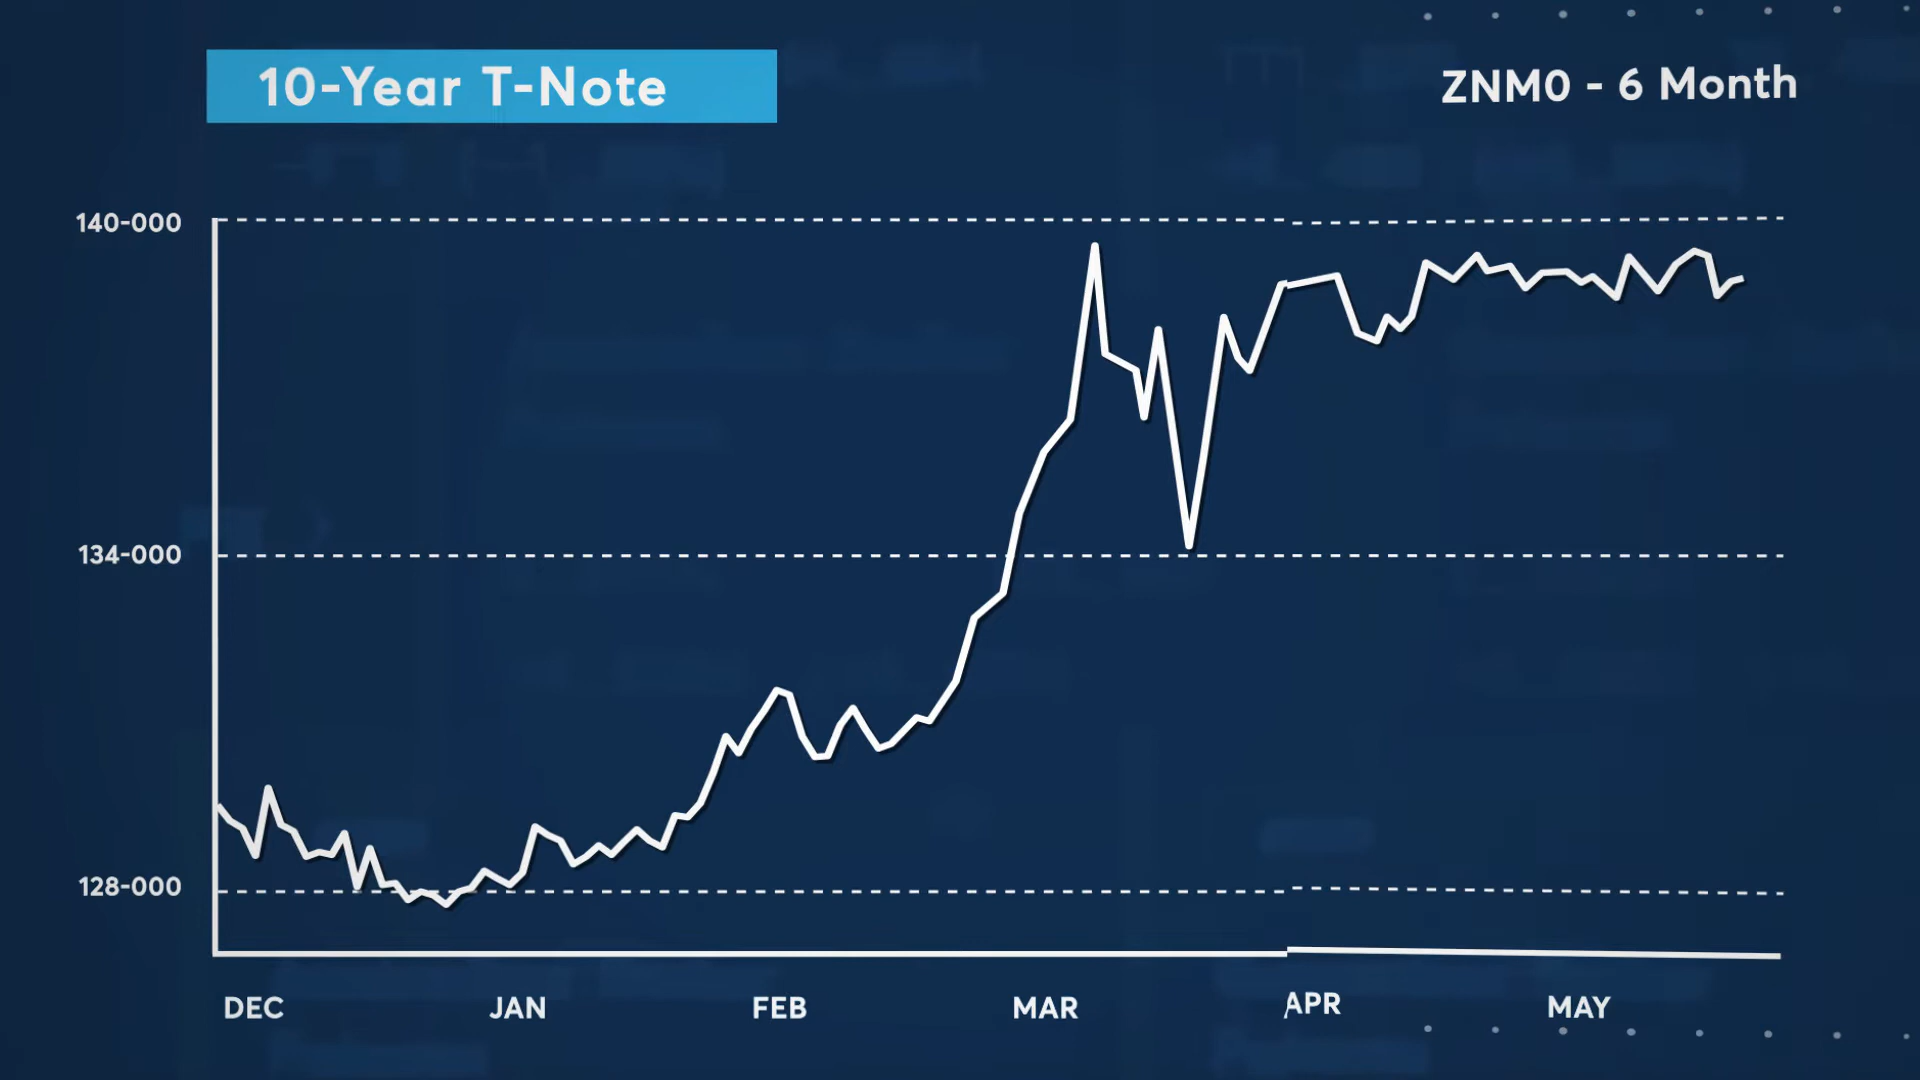 10-Year T-Note
ZNM0 - 6 Month
140-000
134-000
128-000
DEC JAN FEB MAR APR MAY